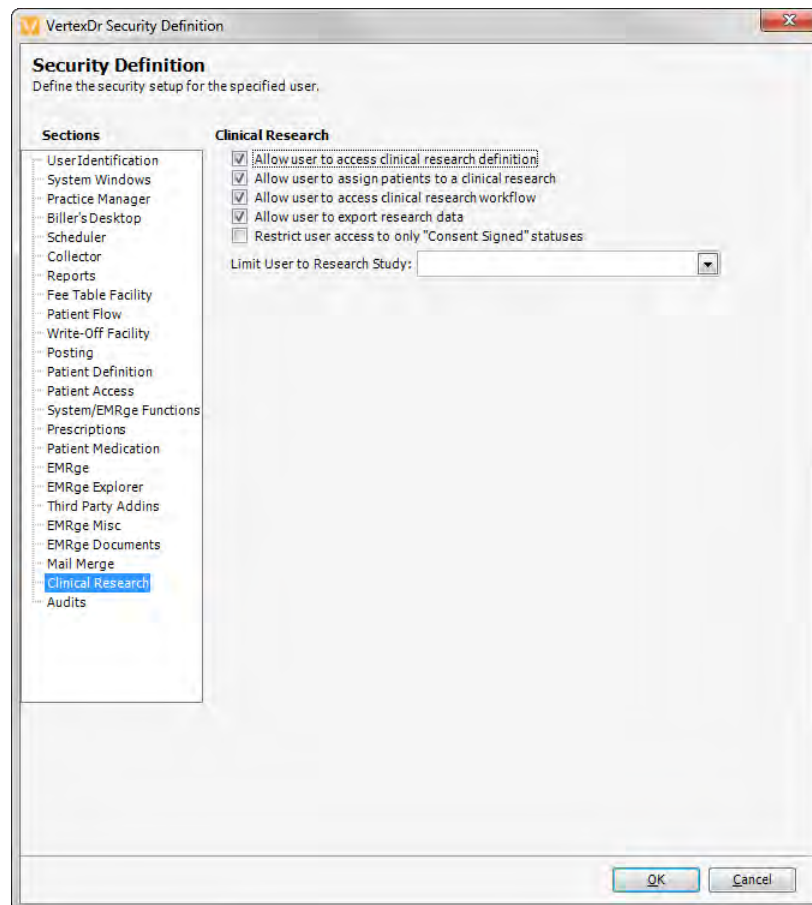 VertexDr Security Definition
Security Definition
Define the security setup for the specified user.
Sections
User Identification
System Windows
Practice Manager
Biller's Desktop
Scheduler
Collector
Reports
Fee Table Facility
Patient Flow
Write-Off Facility
Posting
Patient Definition
Patient Access
System/EMRge Functions
Prescriptions
Patient Medication
EMRge
EMRge Explorer
Third Party Addins
EMRge Misc
EMRge Documents
Mail Merge
Clinical Research
Audits
Clinical Research
Allow user to access clinical research definition
Allow user to assign patients to a clinical research
Allow user to access clinical research workflow
Allow user to export research data
Restrict user access to only "Consent Signed" statuses
Limit User to Research Study:
OK Cancel